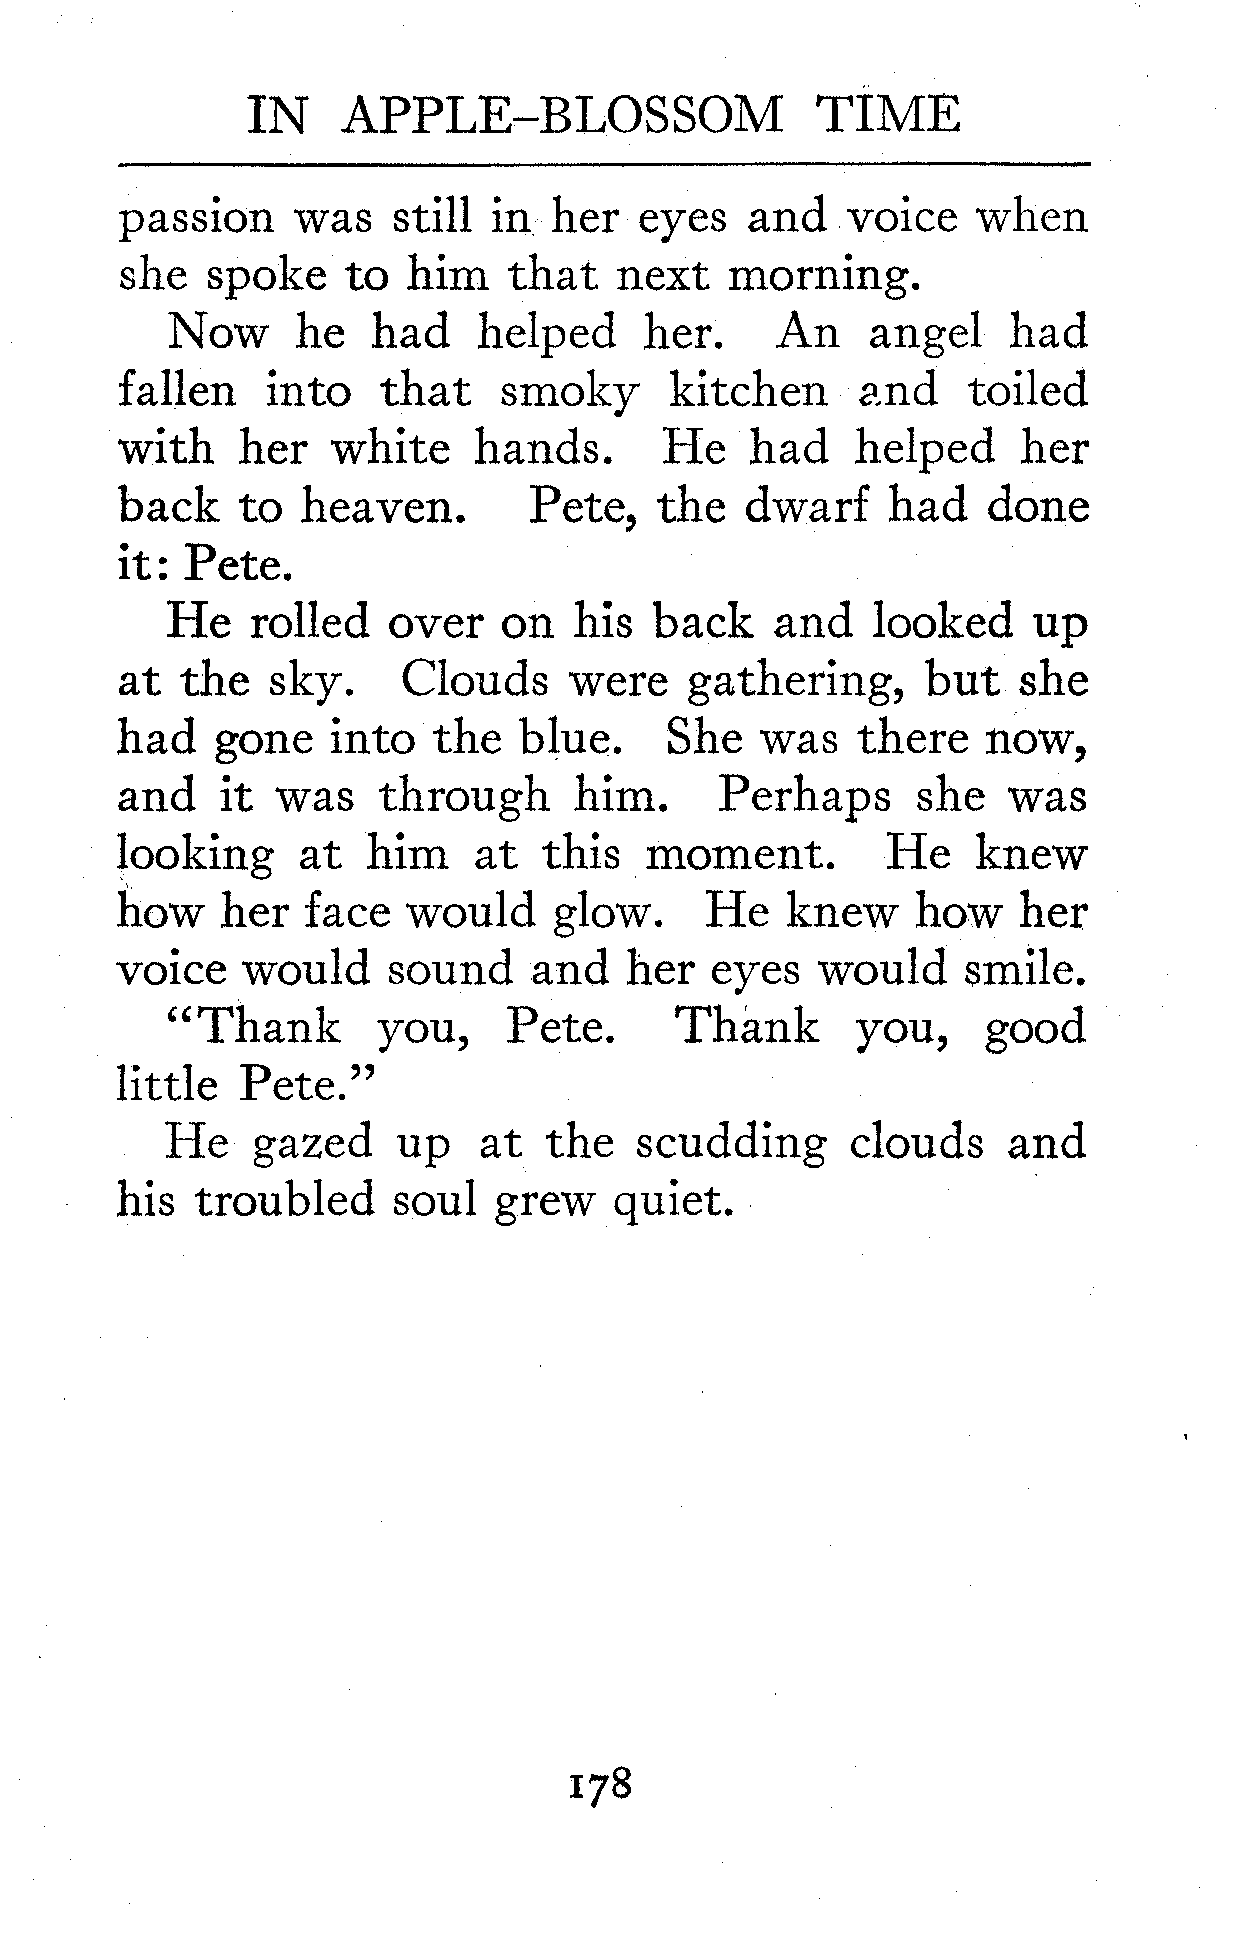 IN APPLE-BLOSSOM TIME
passion was still in her eyes and voice when
she spoke to him that next morning.
Now he had helped her. An angel had
fallen into that smoky kitchen and toiled
with her white hands. He had helped her
back to heaven. Pete, the dwarf had done
it: Pete.
He rolled over on his back and looked up
at the sky. Clouds were gathering, but she
had gone into the blue. She was there now,
and it was through him. Perhaps she was
looking at him at this moment. He knew
how her face would glow. He knew how her
voice would sound and her eyes would smile.
“Thank you, Pete. Thank you, good
little Pete.”
He gazed up at the scudding clouds and
his troubled soul grew quiet.
178